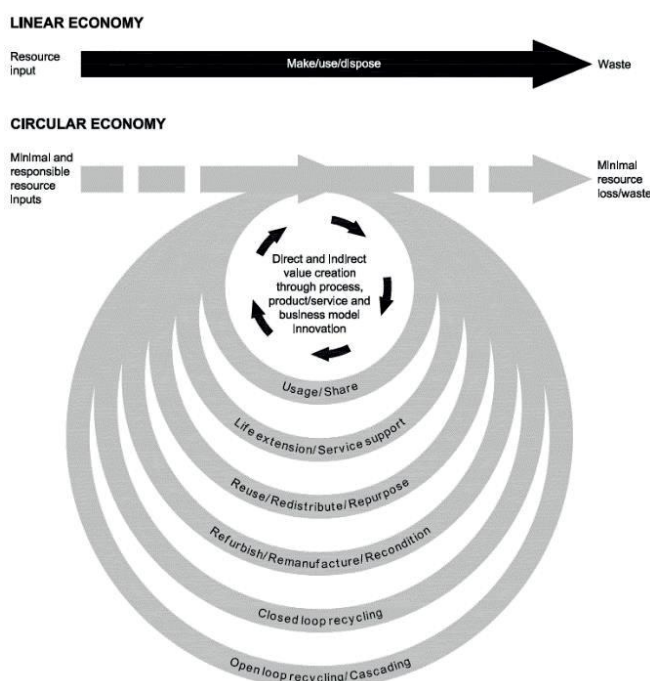 LINEAR ECONOMY
Resource
input
Make/use/dispose
Waste
CIRCULAR ECONOMY
Minimal and
responsible
resource
inputs
Minimal
resource
loss/waste
Direct and indirect
value creation
through process,
product/service and
business model
innovation
Usage/Share
Life extension/Service support
Reuse/Redistribute/Repurpose
Refurbish/Remanufacture/Recondition
Closed loop recycling
Open loop recycling/Cascading